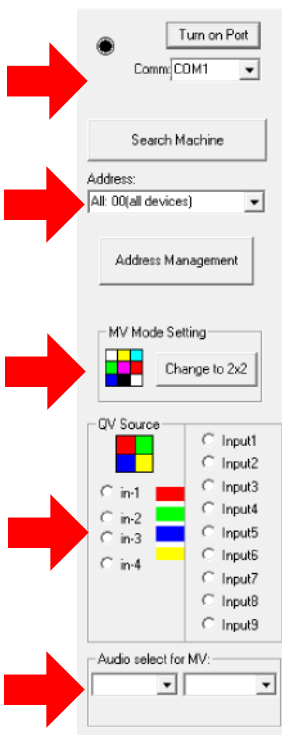 Turn on Port
Comm: COM1
Search Machine
Address:
All: 00(all devices)
Address Management
MV Mode Setting
Change to 2x2
QV Source
in-1
in-2
in-3
in-4
Input1
Input2
Input3
Input4
Input5
Input6
Input7
Input8
Input9
Audio select for MV: